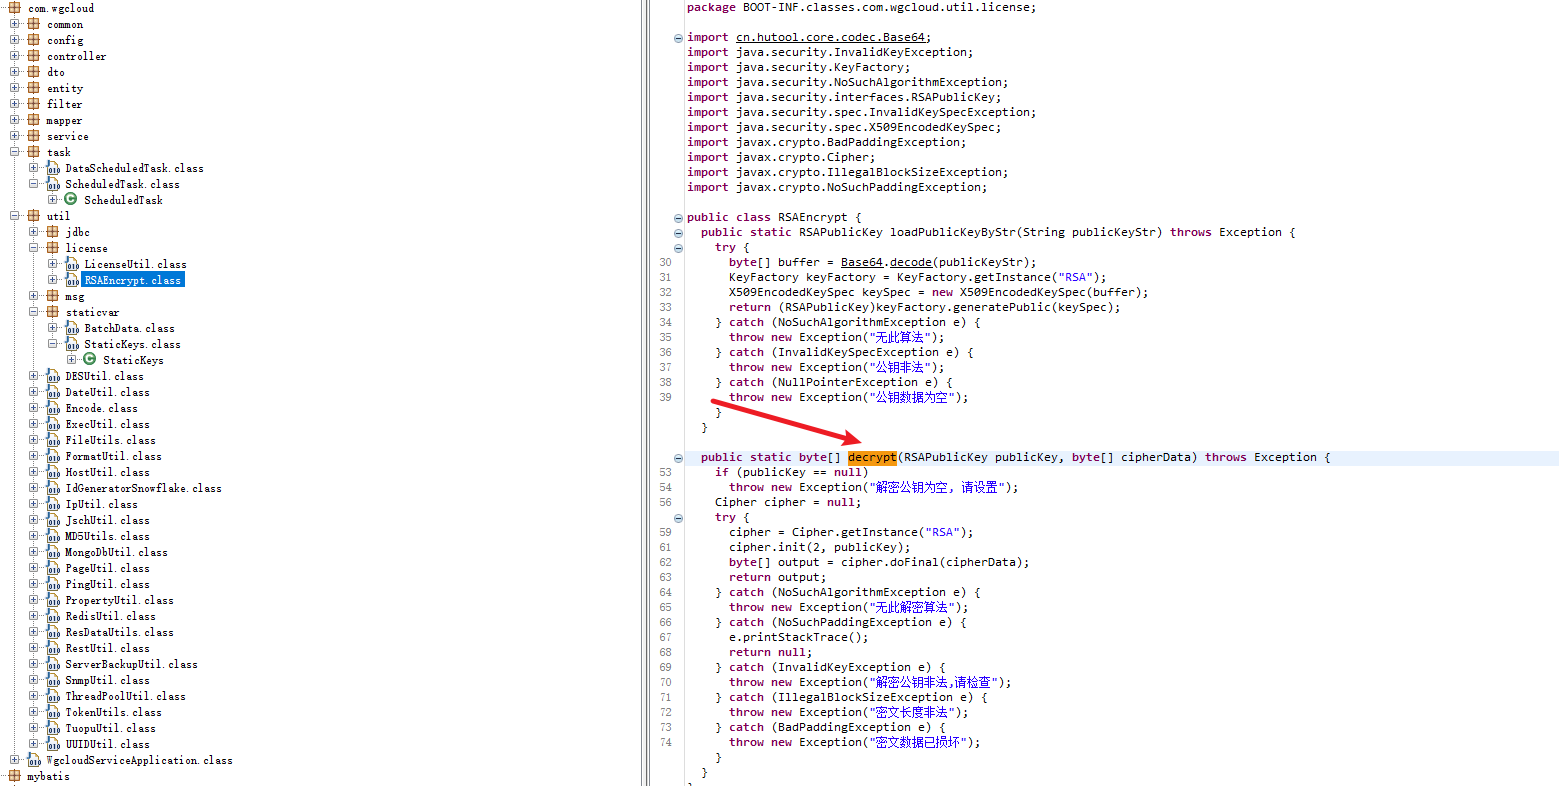 com.wgcloud
common
config
controller
dto
entity
filter
mapper
service
task
DataScheduledTask.class
ScheduledTask.class
ScheduledTask
util
jdbc
license
LicenseUtil.class
RSAEncrypt.class
msg
staticvar
BatchData.class
StaticKeys.class
StaticKeys
DESUtil.class
DateUtil.class
Encode.class
ExecUtil.class
FileUtils.class
FormatUtil.class
HostUtil.class
IdGeneratorSnowflake.class
IpUtil.class
JschUtil.class
MD5Utils.class
MongoDbUtil.class
PageUtil.class
PingUtil.class
PropertyUtil.class
RedisUtil.class
ResDataUtils.class
RestUtil.class
ServerBackupUtil.class
SnmpUtil.class
ThreadPoolUtil.class
TokenUtils.class
TuopuUtil.class
UUIDUtil.class
WgcloudServiceApplication.class
mybatis
package BOOT-INF.classes.com.wgcloud.util.license;
import cn.hutool.core.codec.Base64;
import java.security.InvalidKeyException;
import java.security.KeyFactory;
import java.security.NoSuchAlgorithmException;
import java.security.interfaces.RSAPublicKey;
import java.security.spec.InvalidKeySpecException;
import java.security.spec.X509EncodedKeySpec;
import javax.crypto.BadPaddingException;
import javax.crypto.Cipher;
import javax.crypto.IllegalBlockSizeException;
import javax.crypto.NoSuchPaddingException;
public class RSAEncrypt {
public static RSAPublicKey loadPublicKeyByStr(String publicKeyStr) throws Exception {
try {
30 byte[] buffer = Base64.decode(publicKeyStr);
31 KeyFactory keyFactory = KeyFactory.getInstance("RSA");
32 X509EncodedKeySpec keySpec = new X509EncodedKeySpec(buffer);
33 return (RSAPublicKey)keyFactory.generatePublic(keySpec);
34 } catch (NoSuchAlgorithmException e) {
35 throw new Exception("无此算法");
36 } catch (InvalidKeySpecException e) {
37 throw new Exception("公钥非法");
38 } catch (NullPointerException e) {
39 throw new Exception("公钥数据为空");
}
}
public static byte[] decrypt(RSAPublicKey publicKey, byte[] cipherData) throws Exception {
53 if (publicKey == null)
54 throw new Exception("解密公钥为空, 请设置");
56 Cipher cipher = null;
try {
59 cipher = Cipher.getInstance("RSA");
61 cipher.init(2, publicKey);
62 byte[] output = cipher.doFinal(cipherData);
63 return output;
64 } catch (NoSuchAlgorithmException e) {
65 throw new Exception("无此解密算法");
66 } catch (NoSuchPaddingException e) {
67 e.printStackTrace();
68 return null;
69 } catch (InvalidKeyException e) {
70 throw new Exception("解密公钥非法,请检查");
71 } catch (IllegalBlockSizeException e) {
72 throw new Exception("密文长度非法");
73 } catch (BadPaddingException e) {
74 throw new Exception("密文数据已损坏");
}
}